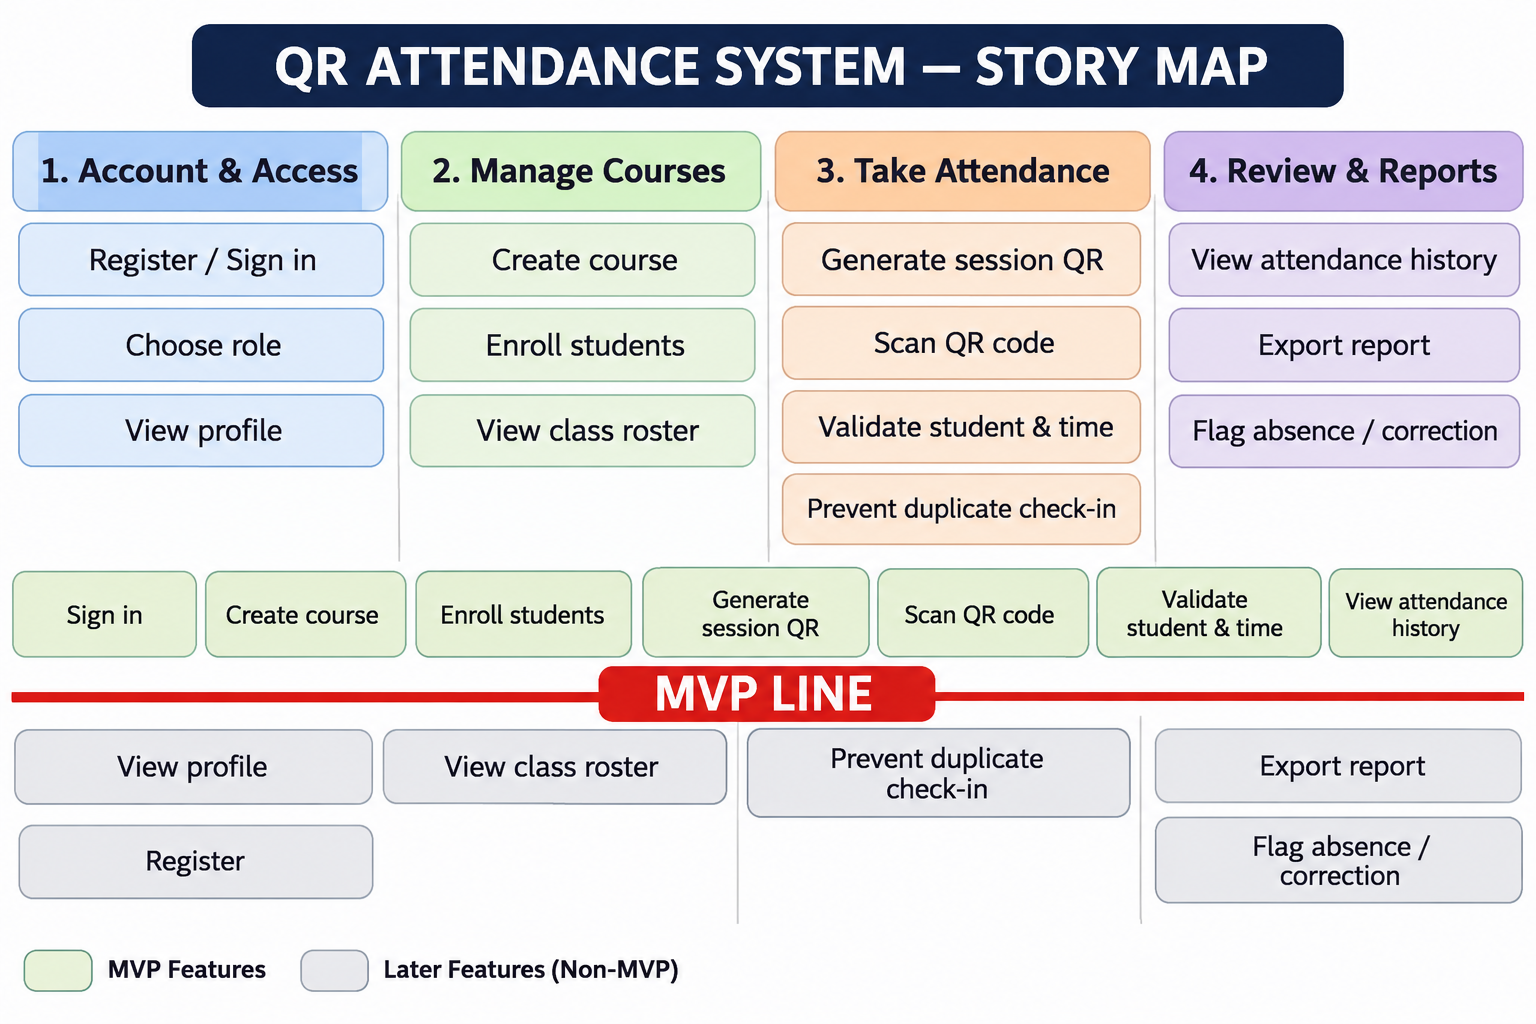 QR ATTENDANCE SYSTEM — STORY MAP
1. Account & Access
Register / Sign in
Choose role
View profile
2. Manage Courses
Create course
Enroll students
View class roster
3. Take Attendance
Generate session QR
Scan QR code
Validate student & time
Prevent duplicate check-in
4. Review & Reports
View attendance history
Export report
Flag absence / correction
Sign in
Create course
Enroll students
Generate
session QR
Scan QR code
Validate
student & time
View attendance
history
MVP LINE
View profile
Register
View class roster
Prevent duplicate
check-in
Export report
Flag absence /
correction
MVP Features
Later Features (Non-MVP)